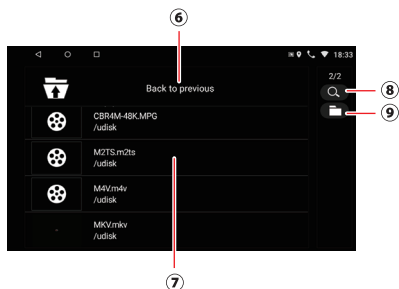 ⑥
18:33
2/2
Back to previous
⑧
⑨
CBR4M-48K.MPG
/udisk
M2TS.m2ts
/udisk
M4V.m4v
/udisk
MKV.mkv
/udisk
⑦